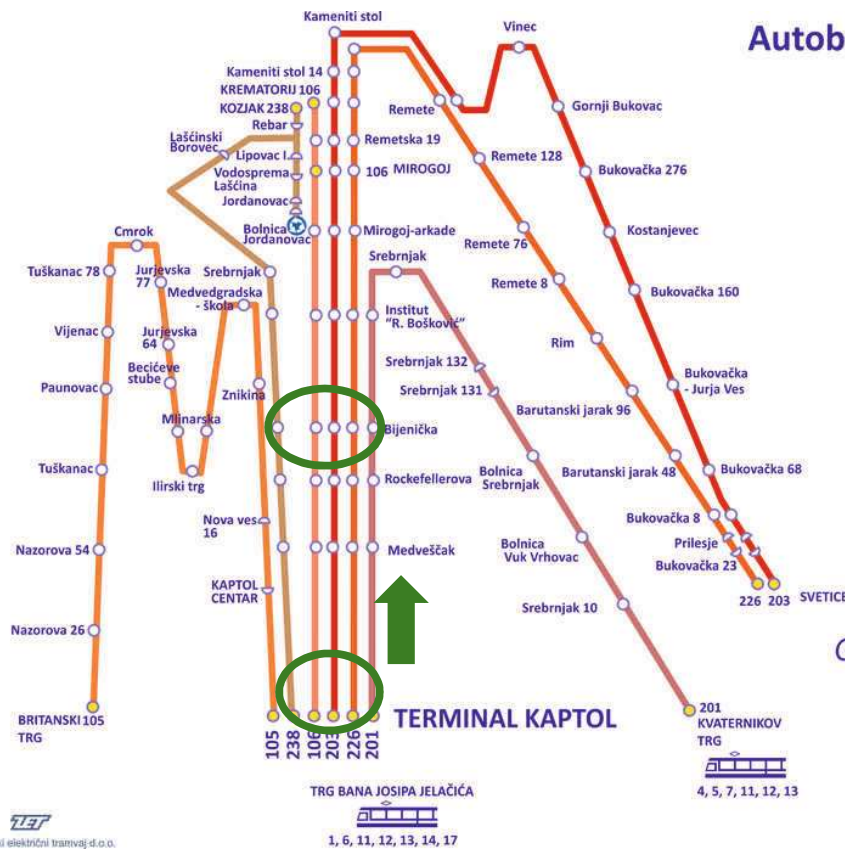 Autob
Kameniti stol
Vinec
Kameniti stol 14
KREMATORIJ 106
KOZJAK 238
Rebar
Remete
Gornji Bukovac
Lašćinski
Borovec
Lipovac I.
Remetska 19
Remete 128
Vodosprema
Lašćina
106 MIROGOJ
Bukovačka 276
Jordanovac
Bolnica
Jordanovac
Mirogoj-arkade
Remete 76
Kostanjevec
Cmrok
Tuškanac 78
Jurjevska
77
Srebrnjak
Srebrnjak
Remete 8
Bukovačka 160
Medvedgradska
- škola
Institut
"R. Bošković"
Vijenac
Jurjevska
64
Rim
Becićeve
stube
Srebrnjak 132
Paunovac
Znikina
Srebrnjak 131
Bukovačka
- Jurja Ves
Barutanski jarak 96
Mlinarska
Bijenička
Tuškanac
Ilirski trg
Rockefellerova
Bolnica
Srebrnjak
Barutanski jarak 48
Bukovačka 68
Nova ves
16
Bukovačka 8
Nazorova 54
Medveščak
Bolnica
Vuk Vrhovac
Prilesje
Bukovačka 23
KAPTOL
CENTAR
Srebrnjak 10
226 203 SVETICE
Nazorova 26
BRITANSKI 105
TRG
105 238 106 203 226 201
TERMINAL KAPTOL
201
KVATERNIKOV
TRG
4, 5, 7, 11, 12, 13
TRG BANA JOSIPA JELAČIĆA
1, 6, 11, 12, 13, 14, 17
ZET
i električni tramvaj d.o.o.